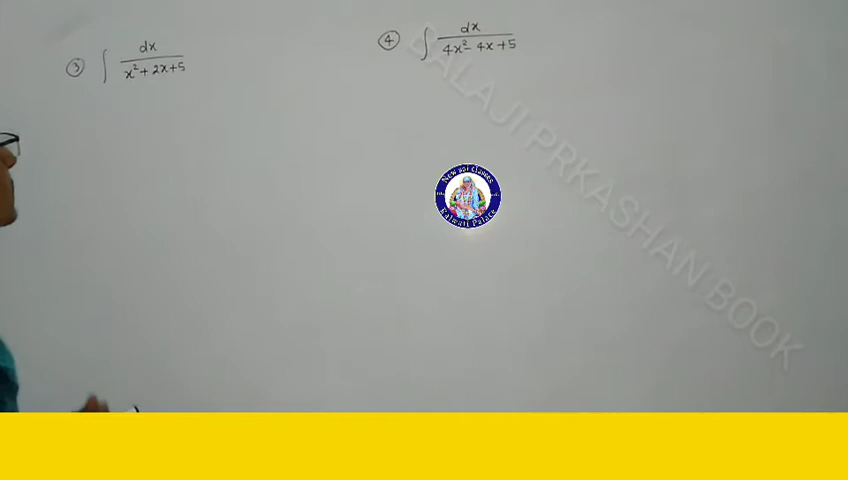 ③ ∫ dx / x² + 2x + 5
④ ∫ dx / 4x² - 4x + 5
BALAJI PRKASHAN BOOK